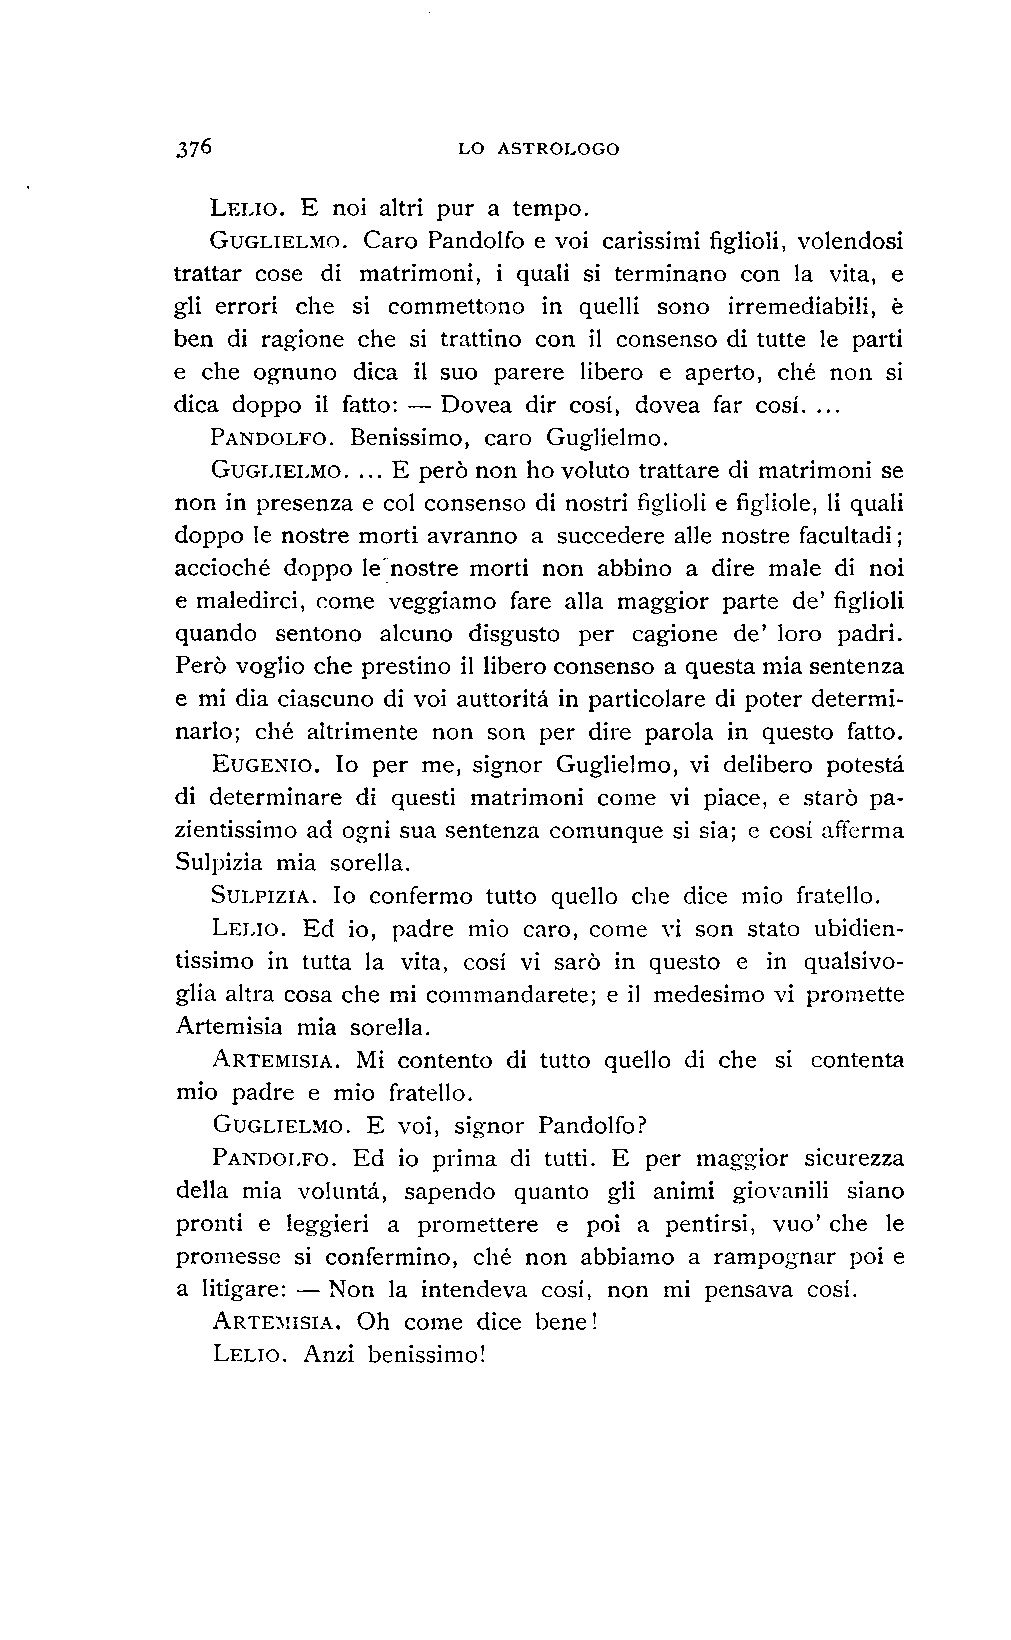 376 LO ASTROLOGO
LELIO. E noi altri pur a tempo.
GUGLIELMO. Caro Pandolfo e voi carissimi figlioli, volendosi
trattar cose di matrimoni, i quali si terminano con la vita, e
gli errori che si commettono in quelli sono irremediabili, è
ben di ragione che si trattino con il consenso di tutte le parti
e che ognuno dica il suo parere libero e aperto, ché non si
dica doppo il fatto: — Dovea dir cosí, dovea far cosí. ...
PANDOLFO. Benissimo, caro Guglielmo.
GUGLIELMO. ... E però non ho voluto trattare di matrimoni se
non in presenza e col consenso di nostri figlioli e figliole, li quali
doppo le nostre morti avranno a succedere alle nostre facultadi;
accioché doppo le nostre morti non abbino a dire male di noi
e maledirci, come veggiamo fare alla maggior parte de' figlioli
quando sentono alcuno disgusto per cagione de' loro padri.
Però voglio che prestino il libero consenso a questa mia sentenza
e mi dia ciascuno di voi auttoritá in particolare di poter determi-
narlo; ché altrimente non son per dire parola in questo fatto.
EUGENIO. Io per me, signor Guglielmo, vi delibero potestá
di determinare di questi matrimoni come vi piace, e starò pa-
zientissimo ad ogni sua sentenza comunque si sia; e cosí afferma
Sulpizia mia sorella.
SULPIZIA. Io confermo tutto quello che dice mio fratello.
LELIO. Ed io, padre mio caro, come vi son stato ubidien-
tissimo in tutta la vita, cosí vi sarò in questo e in qualsivo-
glia altra cosa che mi commandarete; e il medesimo vi promette
Artemisia mia sorella.
ARTEMISIA. Mi contento di tutto quello di che si contenta
mio padre e mio fratello.
GUGLIELMO. E voi, signor Pandolfo?
PANDOLFO. Ed io prima di tutti. E per maggior sicurezza
della mia voluntá, sapendo quanto gli animi giovanili siano
pronti e leggieri a promettere e poi a pentirsi, vuo' che le
promesse si confermino, ché non abbiamo a rampognar poi e
a litigare: — Non la intendeva cosí, non mi pensava cosí.
ARTEMISIA. Oh come dice bene!
LELIO. Anzi benissimo!